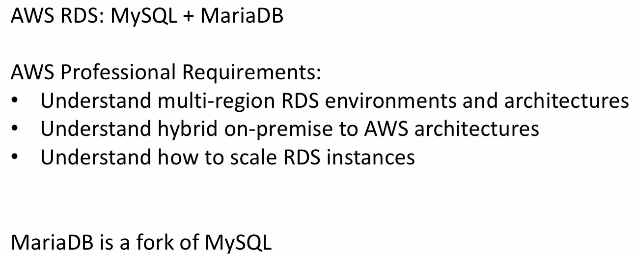 AWS RDS: MySQL + MariaDB
AWS Professional Requirements:
• Understand multi-region RDS environments and architectures
• Understand hybrid on-premise to AWS architectures
• Understand how to scale RDS instances
MariaDB is a fork of MySQL